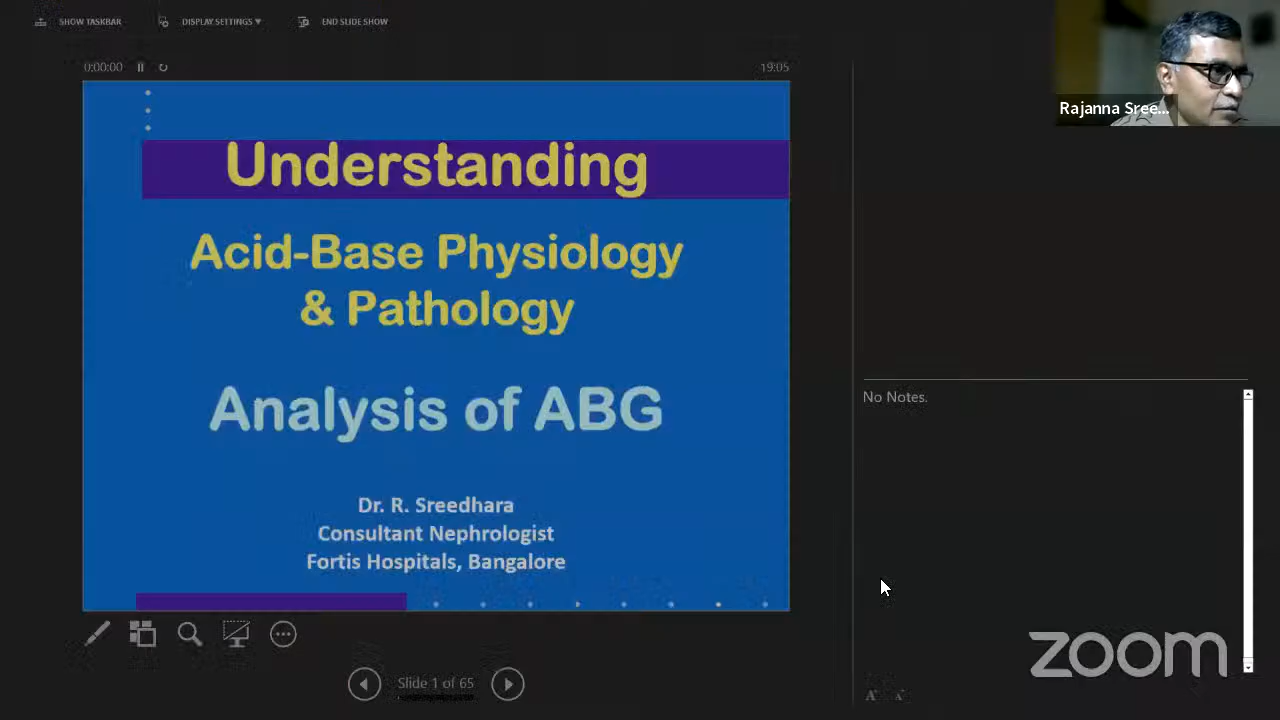 SHOW TASKBAR
DISPLAY SETTINGS ▼
END SLIDE SHOW
0:00:00
19:05
Rajanna Sree...
Understanding
Acid-Base Physiology
& Pathology
Analysis of ABG
Dr. R. Sreedhara
Consultant Nephrologist
Fortis Hospitals, Bangalore
No Notes.
Slide 1 of 65
A A
zoom